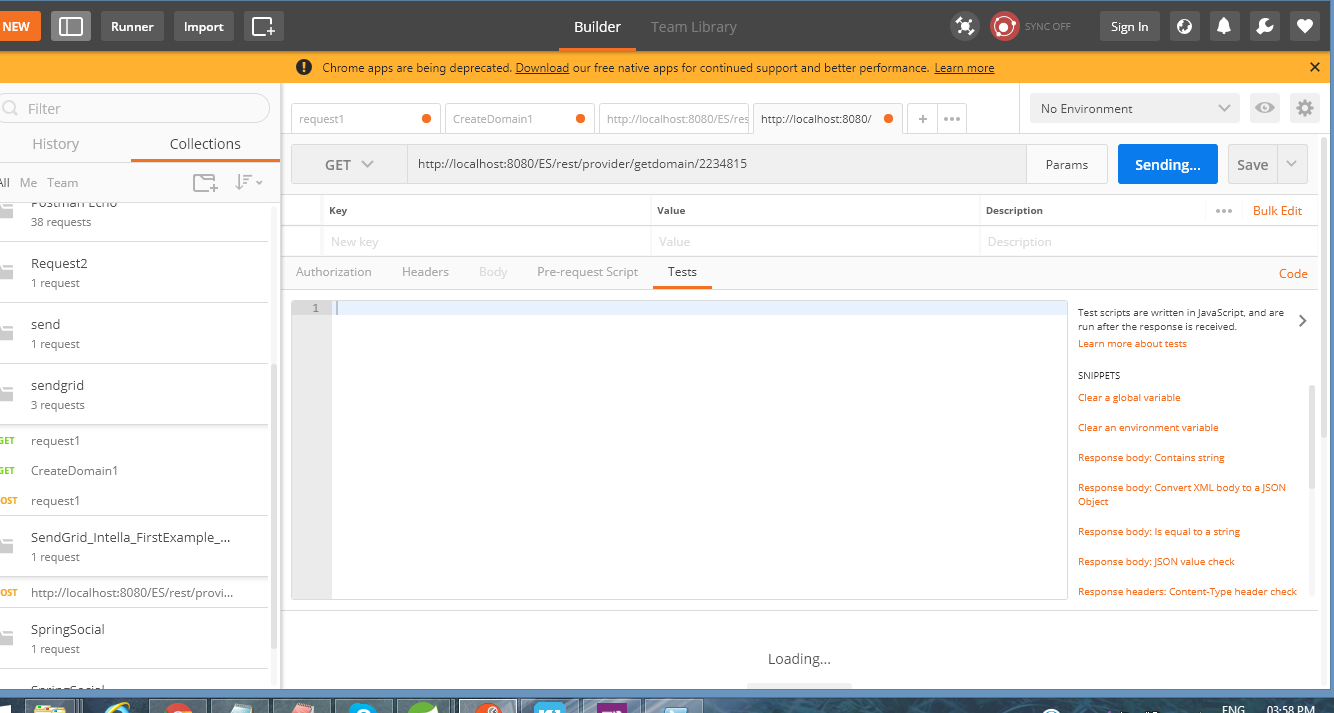 NEW
Runner
Import
Builder
Team Library
SYNC OFF
Sign In
Chrome apps are being deprecated. Download our free native apps for continued support and better performance. Learn more
Filter
History
Collections
All Me Team
Postman Echo
38 requests
Request2
1 request
send
1 request
sendgrid
3 requests
GET request1
GET CreateDomain1
POST request1
SendGrid_Intella_FirstExample_...
1 request
POST http://localhost:8080/ES/rest/provi...
SpringSocial
1 request
SpringSocial
request1
CreateDomain1
http://localhost:8080/ES/res
http://localhost:8080/
No Environment
GET
http://localhost:8080/ES/rest/provider/getdomain/2234815
Params
Sending...
Save
Key Value Description
Bulk Edit
New key Value Description
Authorization Headers Body Pre-request Script Tests
Code
1
Test scripts are written in JavaScript, and are
run after the response is received.
Learn more about tests
SNIPPETS
Clear a global variable
Clear an environment variable
Response body: Contains string
Response body: Convert XML body to a JSON
Object
Response body: Is equal to a string
Response body: JSON value check
Response headers: Content-Type header check
Loading...
ENG
03:58 PM